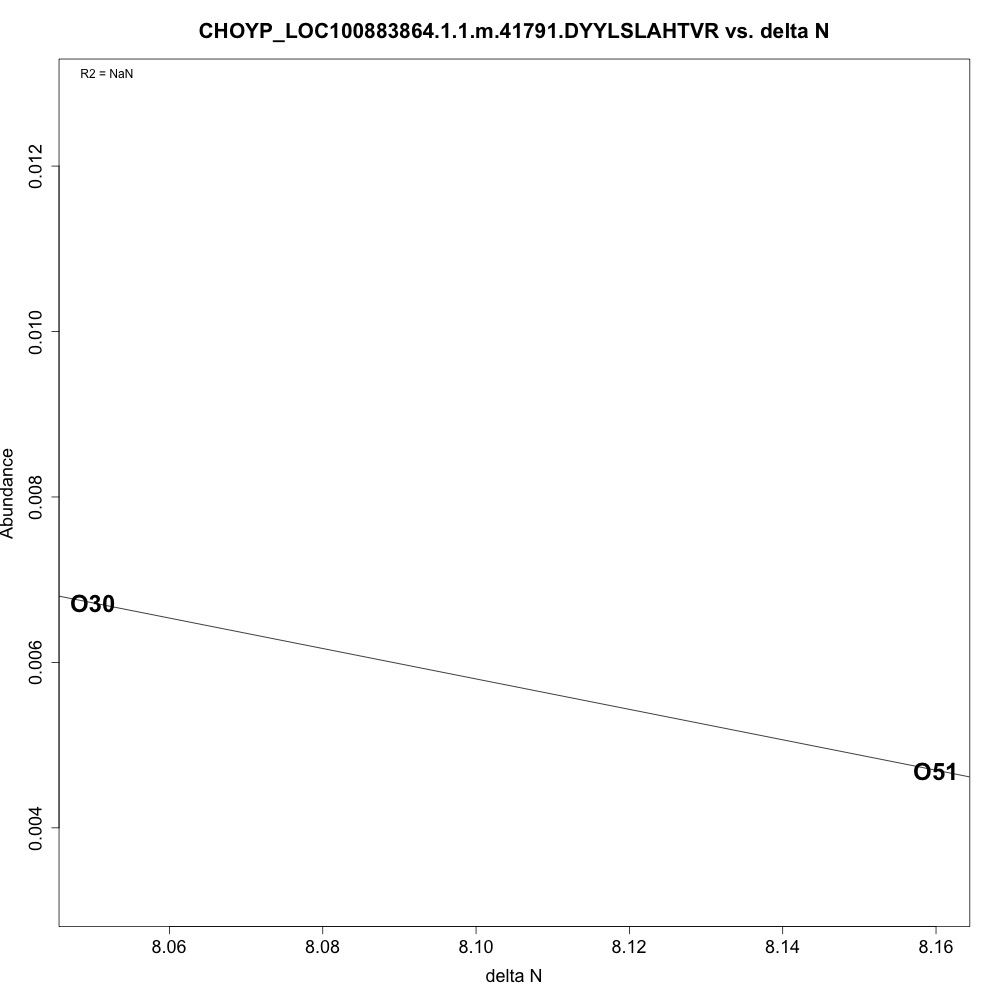 CHOYP_LOC100883864.1.1.m.41791.DYYLSLAHTVR vs. delta N
R2 = NaN
0.012
0.010
0.008
Abundance
0.006
0.004
O30
O51
8.06
8.08
8.10
8.12
8.14
8.16
delta N